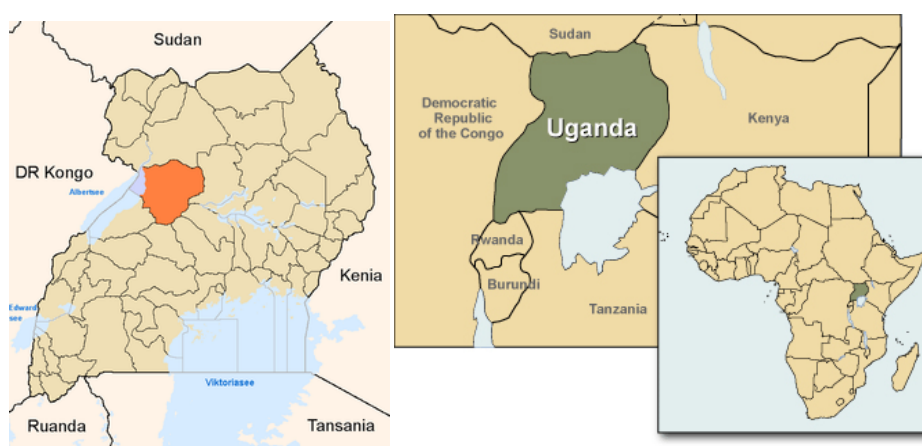 Sudan
DR Kongo
Albertsee
Kenia
Edward
see
Viktoriasee
Ruanda
Tansania
Sudan
Democratic
Republic
of the Congo
Uganda
Kenya
Rwanda
Burundi
Tanzania